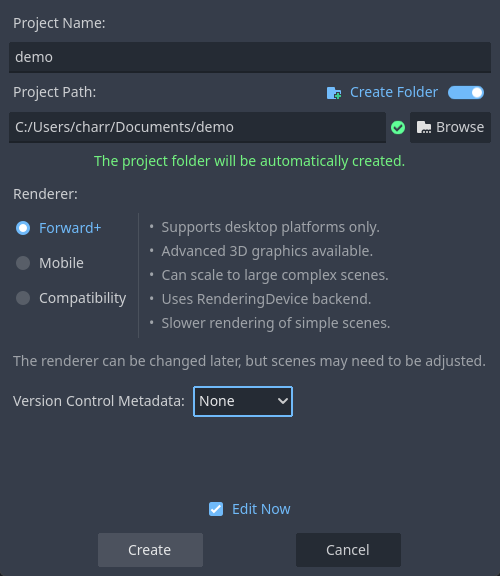 Project Name:
demo
Project Path:
Create Folder
C:/Users/charr/Documents/demo
Browse
The project folder will be automatically created.
Renderer:
Forward+
Mobile
Compatibility
• Supports desktop platforms only.
• Advanced 3D graphics available.
• Can scale to large complex scenes.
• Uses RenderingDevice backend.
• Slower rendering of simple scenes.
The renderer can be changed later, but scenes may need to be adjusted.
Version Control Metadata: None
Edit Now
Create
Cancel